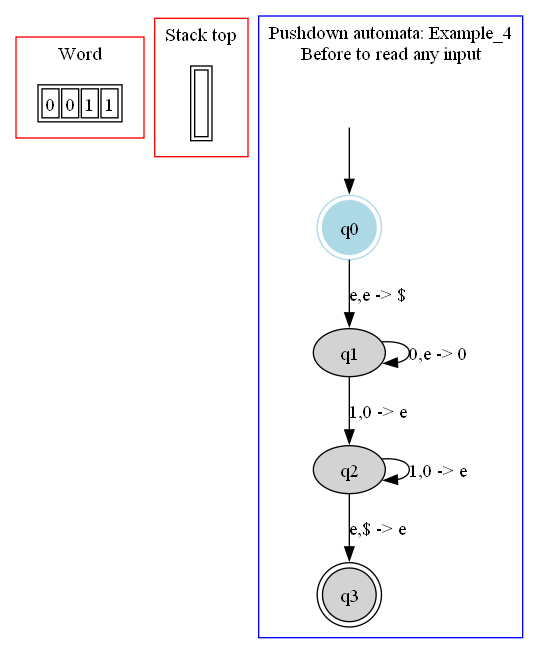 Word
0 0 1 1
Stack top
Pushdown automata: Example_4
Before to read any input
q0
e,e -> $
q1
0,e -> 0
1,0 -> e
q2
1,0 -> e
e,$ -> e
q3